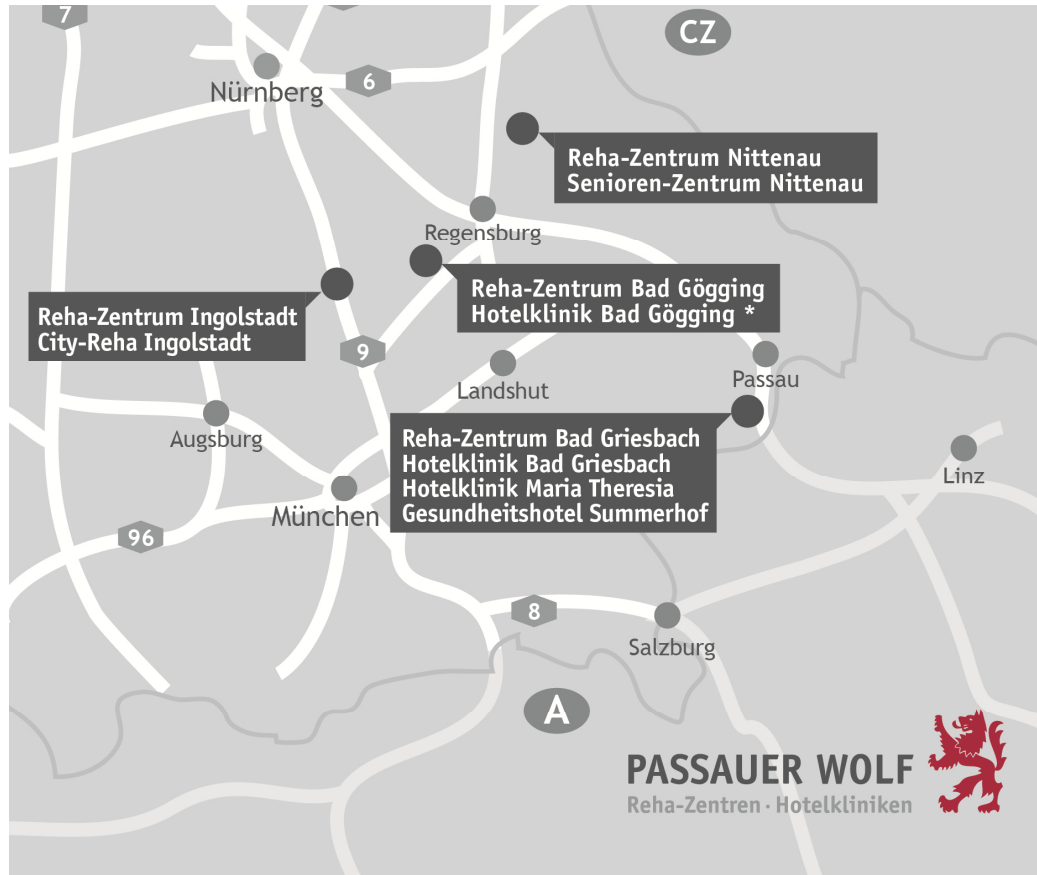 7
CZ
6
Nürnberg
Reha-Zentrum Nittenau
Senioren-Zentrum Nittenau
Regensburg
Reha-Zentrum Bad Gögging
Hotelklinik Bad Gögging *
Reha-Zentrum Ingolstadt
City-Reha Ingolstadt
9
Landshut
Passau
Augsburg
Reha-Zentrum Bad Griesbach
Hotelklinik Bad Griesbach
Hotelklinik Maria Theresia
Gesundheitshotel Summerhof
Linz
München
96
8
Salzburg
A
PASSAUER WOLF
Reha-Zentren · Hotelkliniken